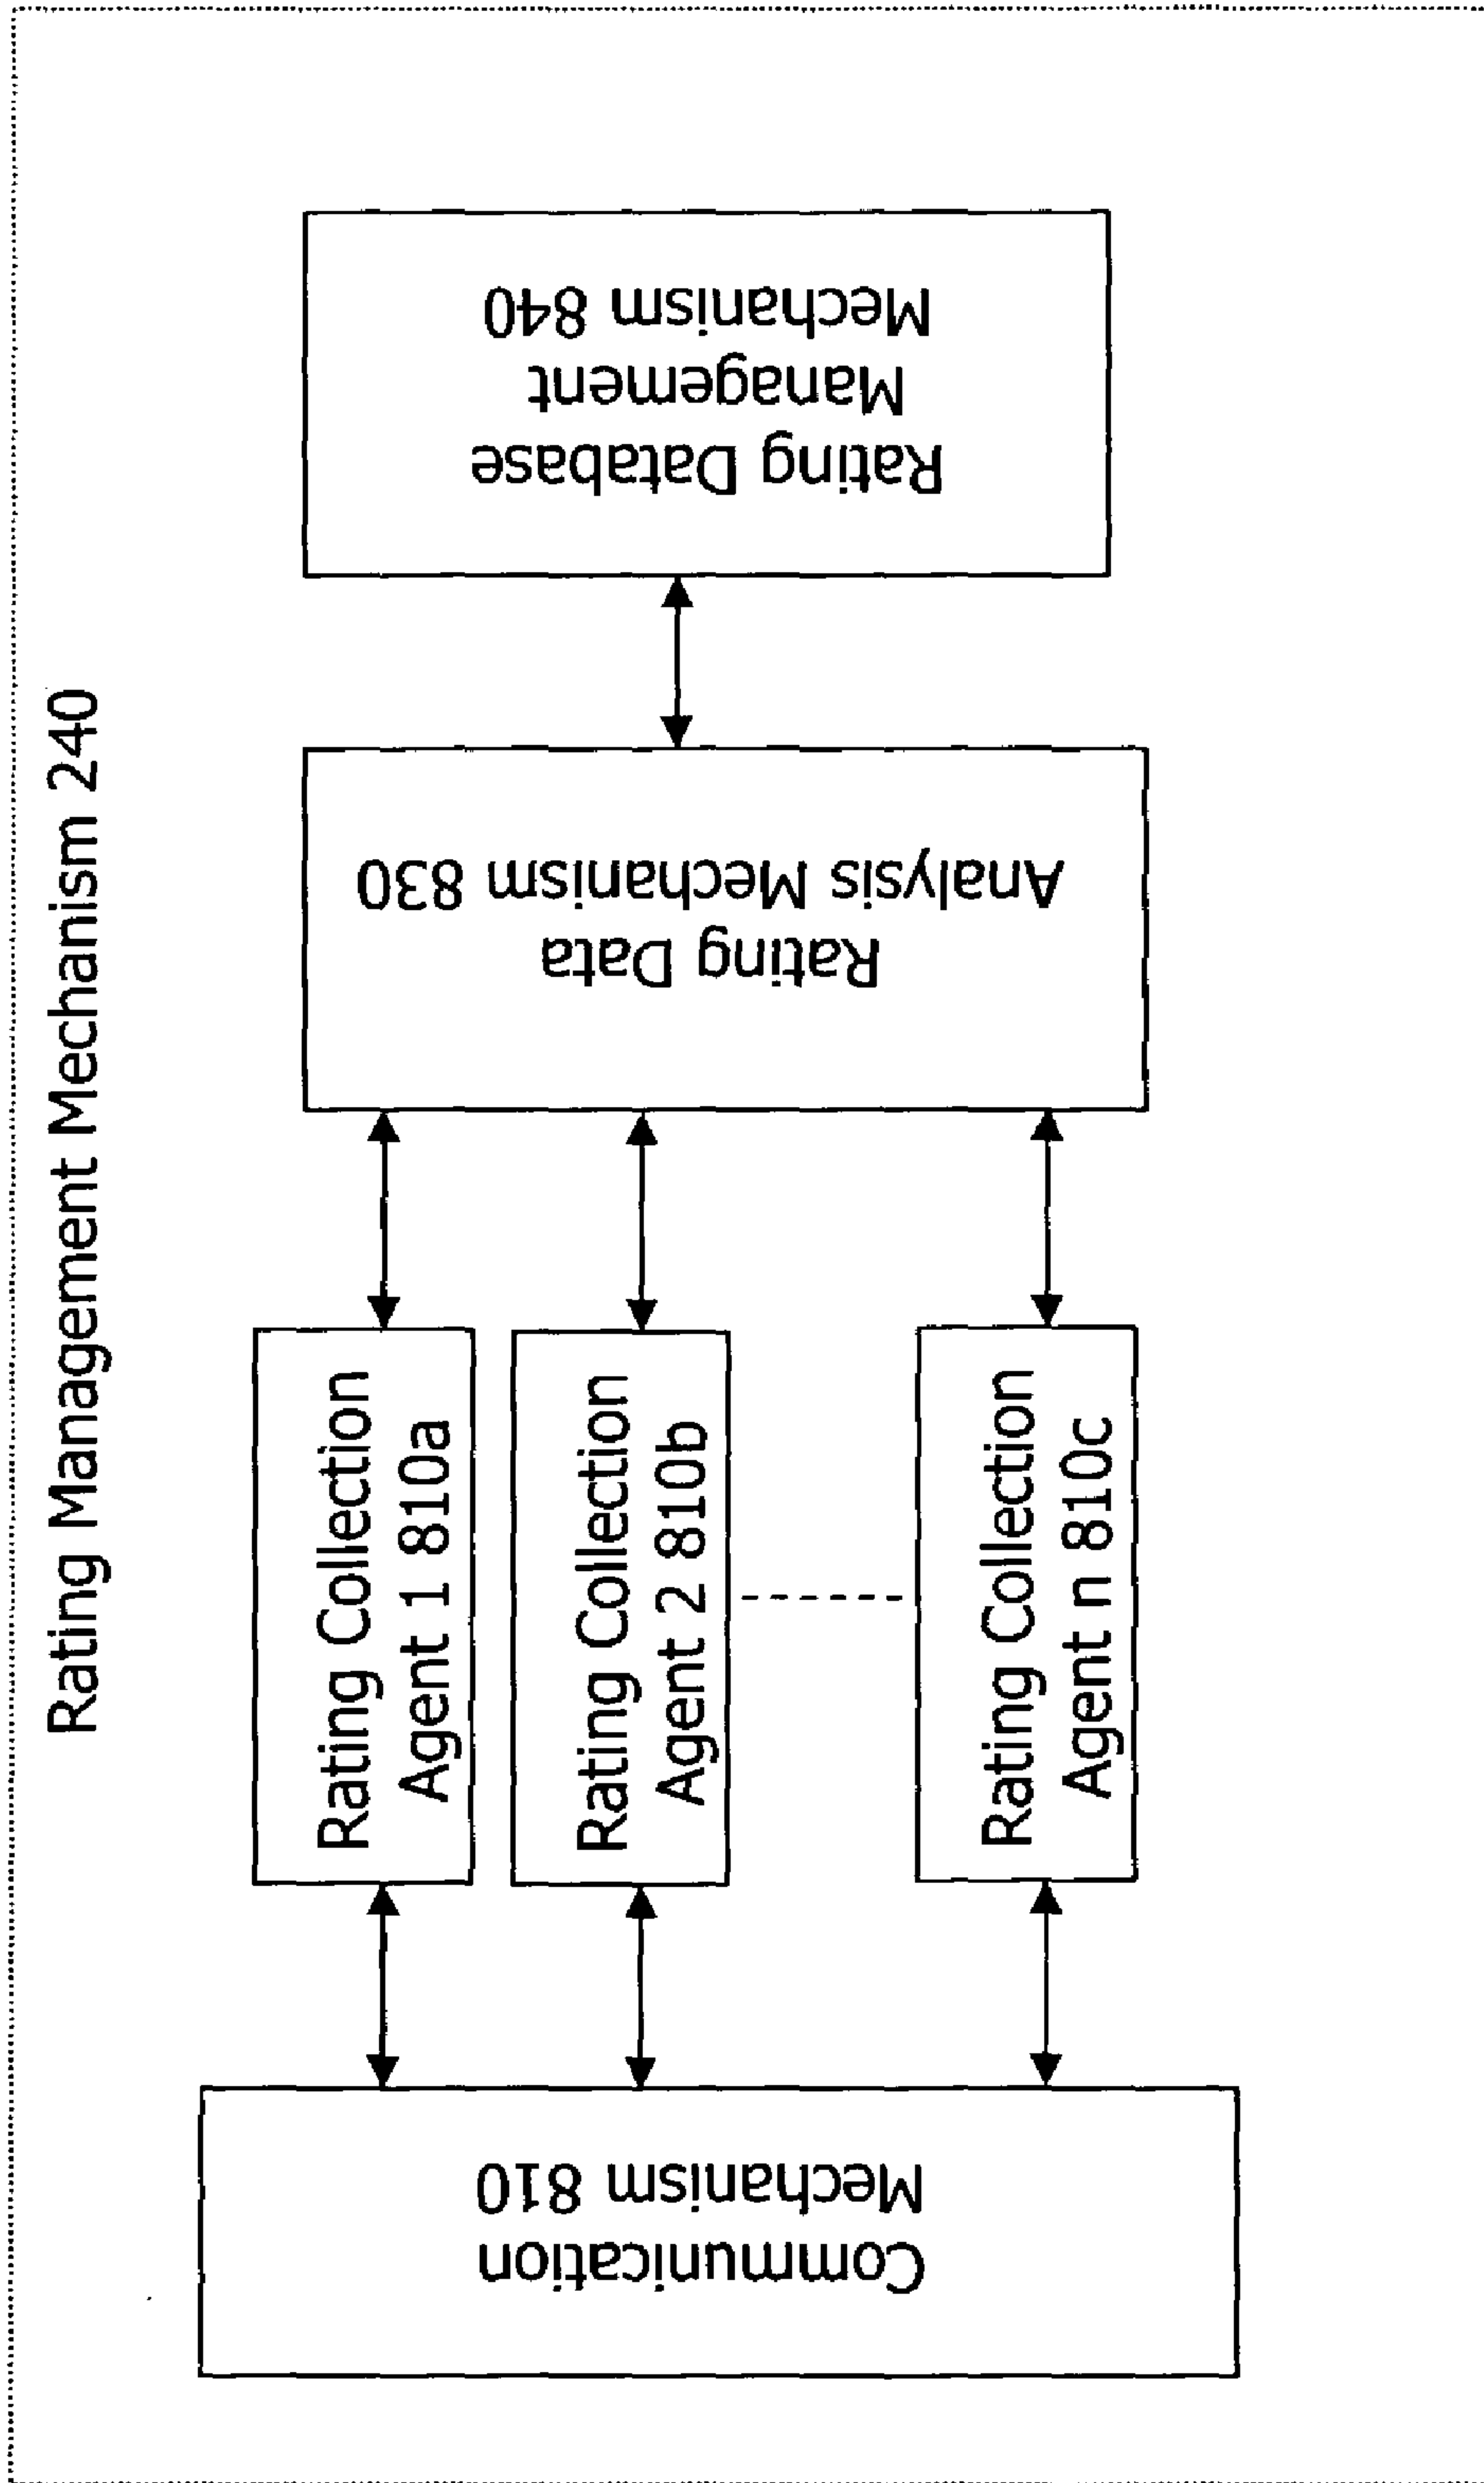 Rating Management Mechanism 240
Communication
Mechanism 810
Rating Collection
Agent 1 810a
Rating Collection
Agent 2 810b
Rating Collection
Agent n 810c
Rating Data
Analysis Mechanism 830
Rating Database
Management
Mechanism 840